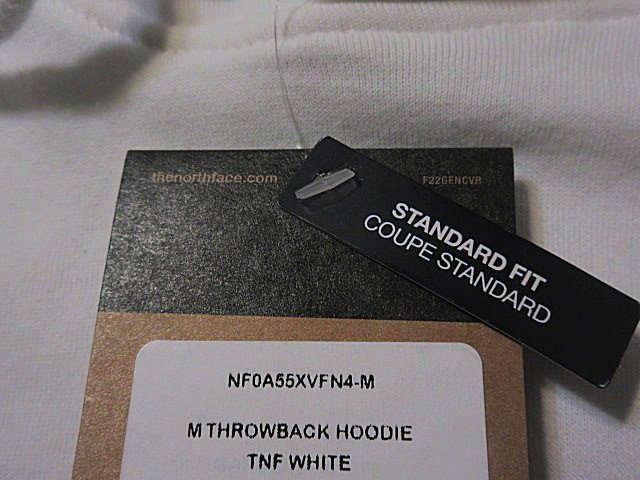 thenorthface.com
F22GENCVR
STANDARD FIT
COUPE STANDARD
NF0A55XVFN4-M
M THROWBACK HOODIE
TNF WHITE